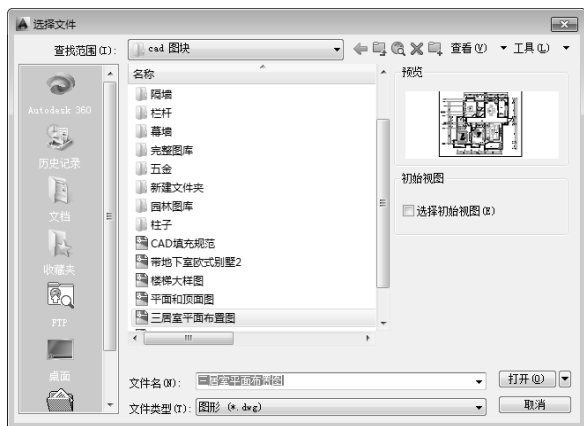 选择文件
查找范围(I):
cad 图块
查看(V)
工具(L)
名称
预览
Autodesk 360
历史记录
文档
收藏夹
FTP
桌面
隔墙
栏杆
幕墙
完整图库
五金
新建文件夹
园林图库
柱子
CAD填充规范
带地下室欧式别墅2
楼梯大样图
平面和顶面图
三居室平面布置图
初始视图
选择初始视图(E)
文件名(N):
三居室平面布置图
打开(O)
文件类型(T):
图形 (*.dwg)
取消